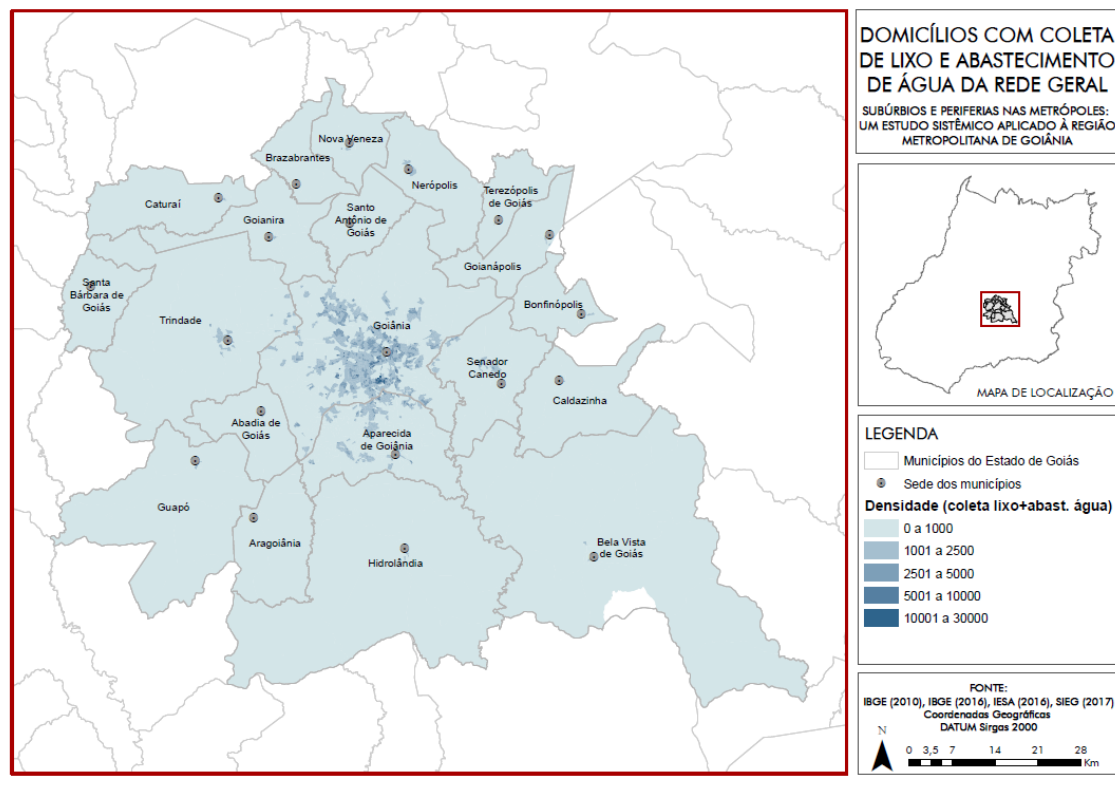 Nova Veneza
Brazabrantes
Nerópolis
Caturaí
Terezópolis
de Goiás
Santo
Antônio de
Goiás
Goianira
Goianápolis
Santa
Bárbara de
Goiás
Bonfinópolis
Trindade
Goiânia
Senador
Canedo
Caldazinha
Abadia de
Goiás
Aparecida
de Goiânia
Guapó
Aragoiânia
Hidrolândia
Bela Vista
de Goiás
DOMICÍLIOS COM COLETA
DE LIXO E ABASTECIMENTO
DE ÁGUA DA REDE GERAL
SUBÚRBIOS E PERIFERIAS NAS METRÓPOLES:
UM ESTUDO SISTÊMICO APLICADO À REGIÃO
METROPOLITANA DE GOIÂNIA
MAPA DE LOCALIZAÇÃO
LEGENDA
Municípios do Estado de Goiás
Sede dos municípios
Densidade (coleta lixo+abast. água)
0 a 1000
1001 a 2500
2501 a 5000
5001 a 10000
10001 a 30000
FONTE:
IBGE (2010), IBGE (2016), IESA (2016), SIEG (2017)
Coordenadas Geográficas
DATUM Sirgas 2000
N
0 3,5 7 14 21 28
Km